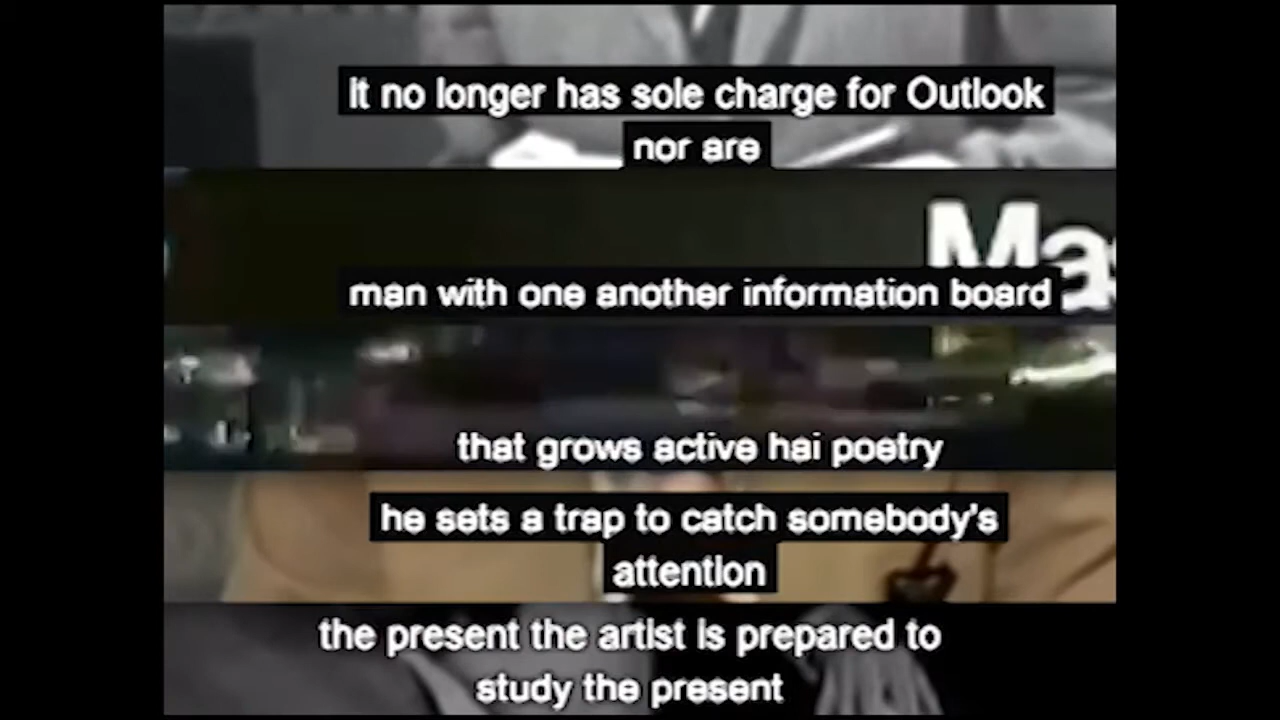 It no longer has sole charge for Outlook
nor are
Ma
man with one another information board
that grows active hai poetry
he sets a trap to catch somebody's
attention
the present the artist is prepared to
study the present